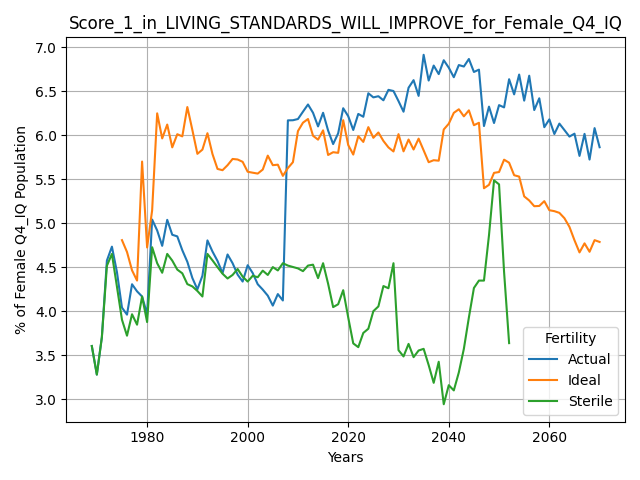 Score_1_in_LIVING_STANDARDS_WILL_IMPROVE_for_Female_Q4_IQ
% of Female Q4_IQ Population
7.0
6.5
6.0
5.5
5.0
4.5
4.0
3.5
3.0
1980
2000
2020
2040
2060
Years
Fertility
Actual
Ideal
Sterile